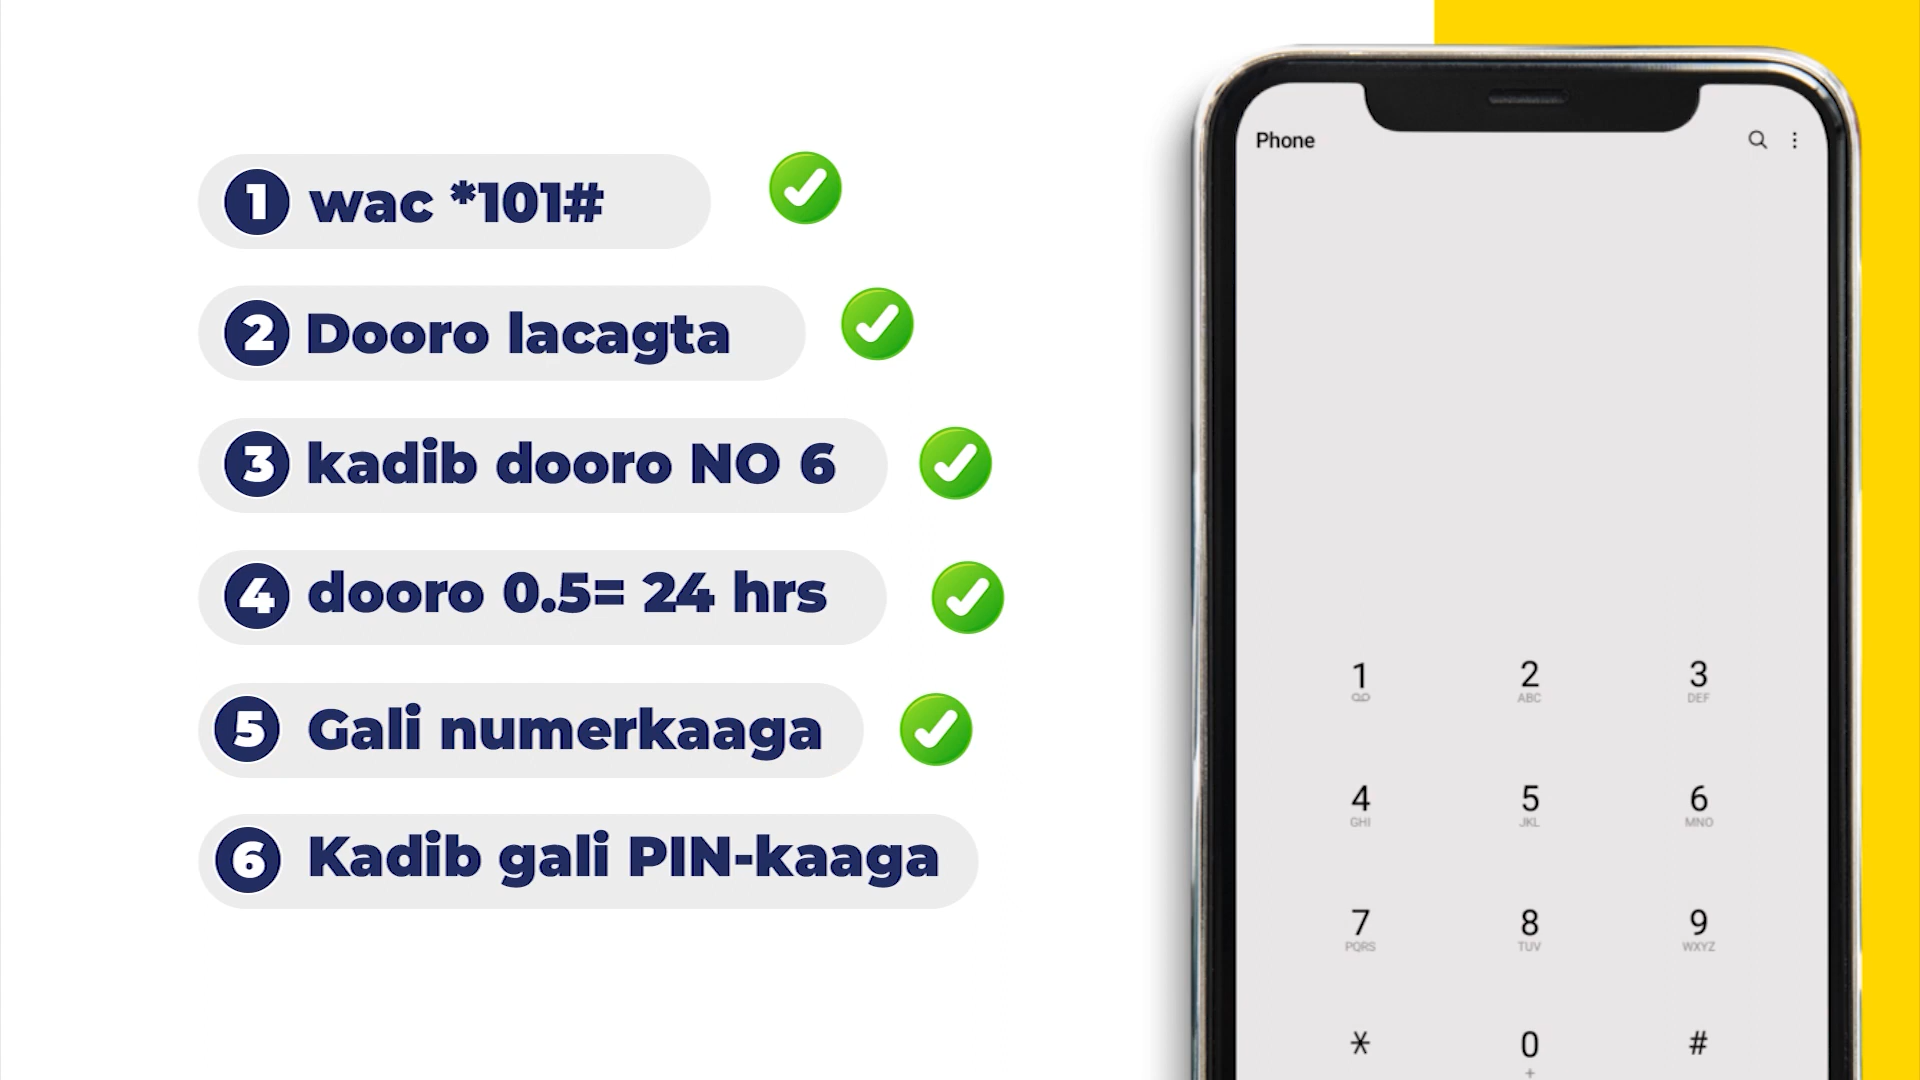 1 wac *101#
2 Dooro lacagta
3 kadib dooro NO 6
4 dooro 0.5= 24 hrs
5 Gali numerkaaga
6 Kadib gali PIN-kaaga
Phone
1 2 3
ABC DEF
4 5 6
GHI JKL MNO
7 8 9
PQRS TUV WXYZ
* 0 #
+